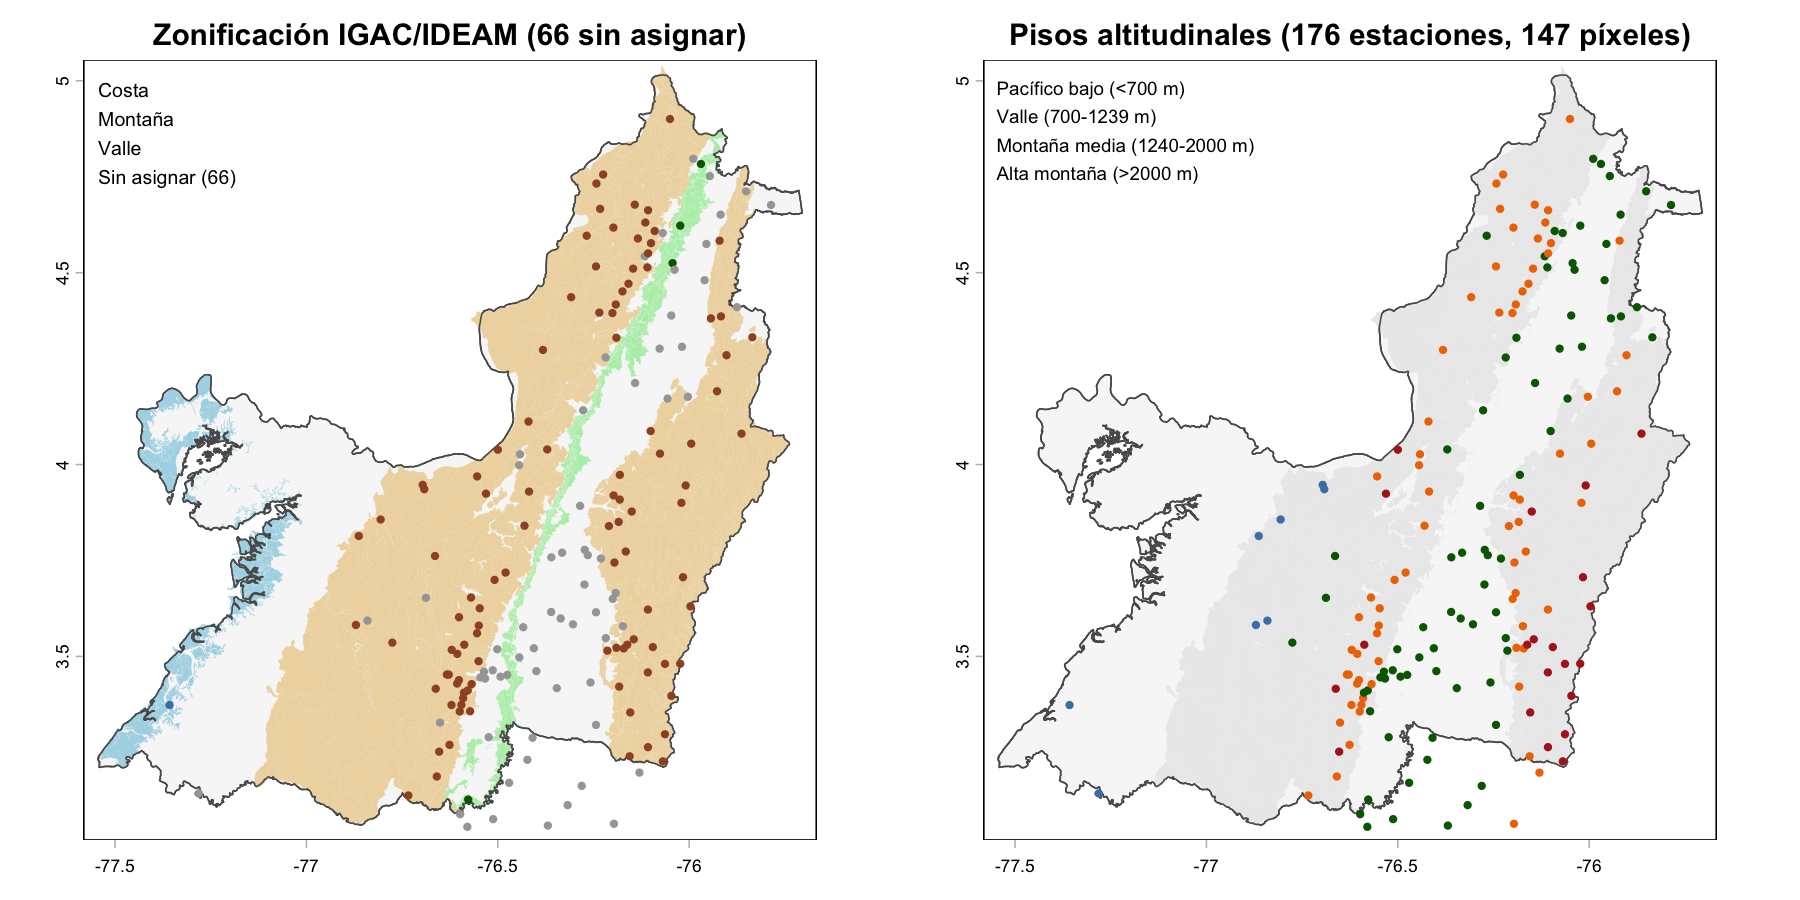 Zonificación IGAC/IDEAM (66 sin asignar)
Costa
Montaña
Valle
Sin asignar (66)
5
4.5
4
3.5
-77.5
-77
-76.5
-76
Pisos altitudinales (176 estaciones, 147 píxeles)
Pacífico bajo (<700 m)
Valle (700-1239 m)
Montaña media (1240-2000 m)
Alta montaña (>2000 m)
5
4.5
4
3.5
-77.5
-77
-76.5
-76